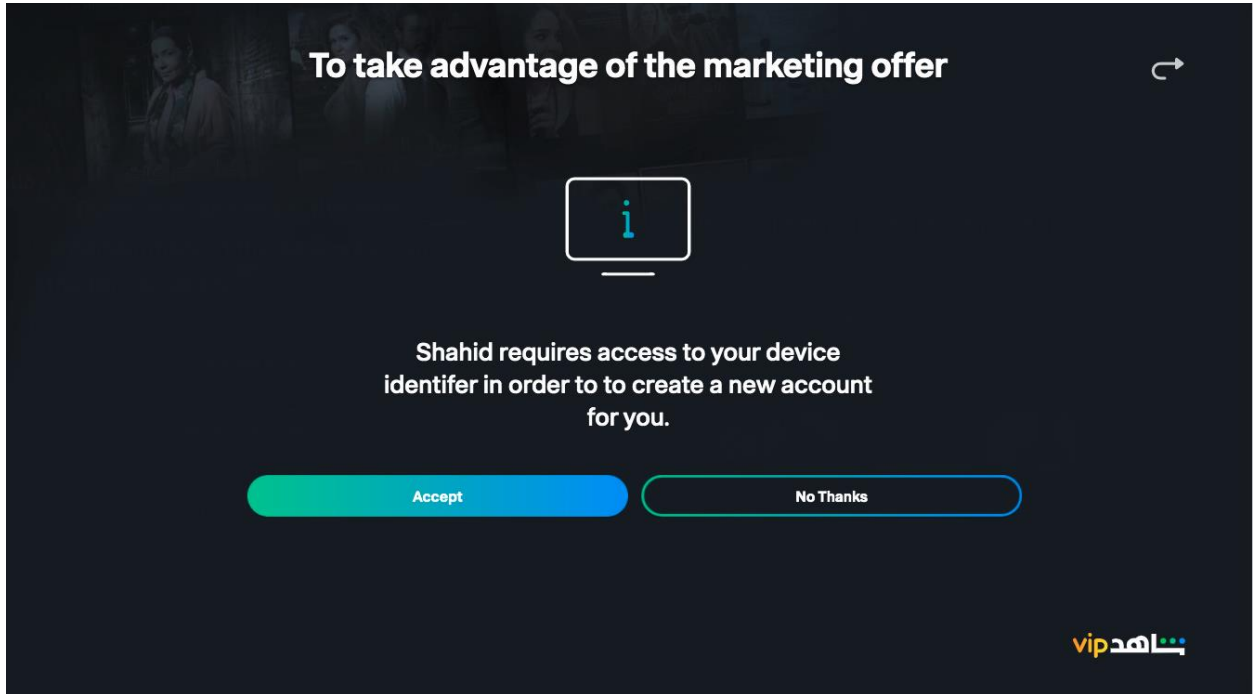 To take advantage of the marketing offer
i
Shahid requires access to your device
identifer in order to to create a new account
for you.
Accept
No Thanks
شاهد vip